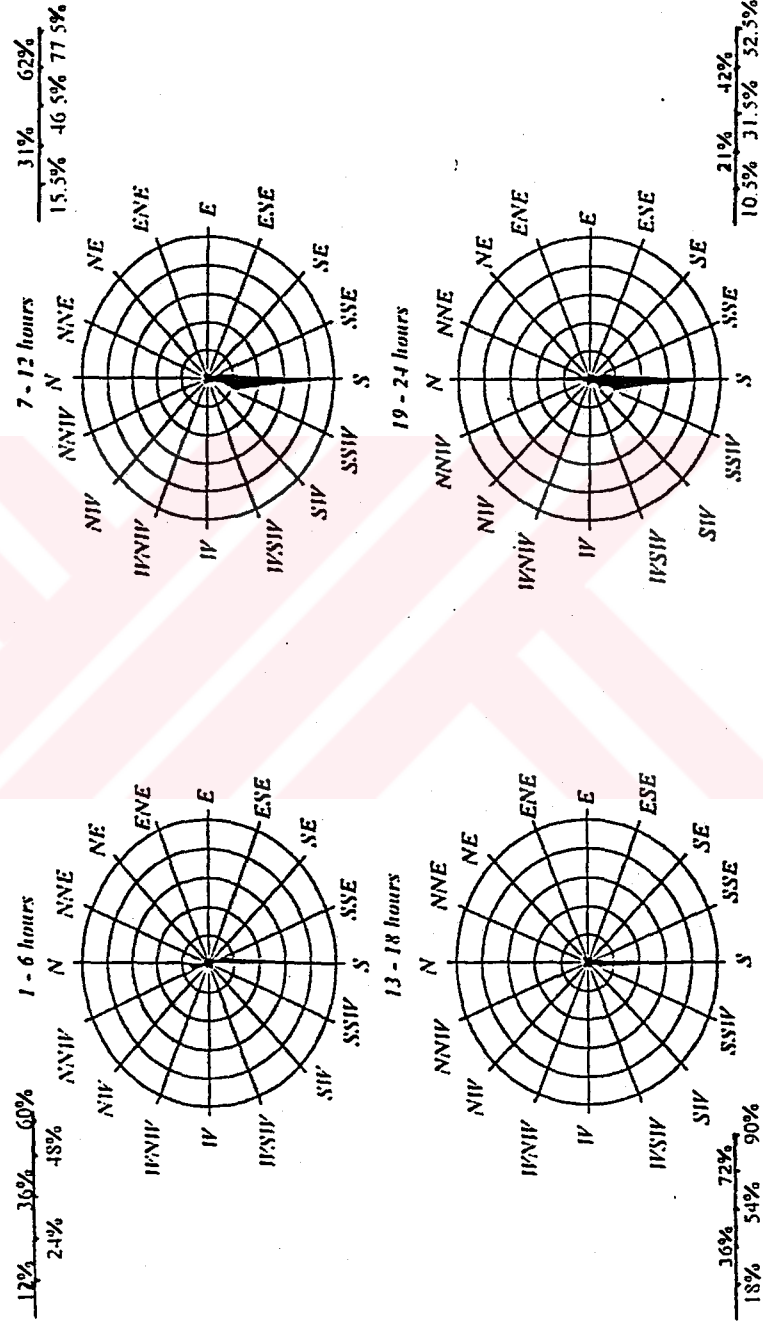 12% 36% 60%
24% 48%
1 - 6 hours
N
NNW NNE
NW NE
WNW ENE
W E
WSW ESE
SW SE
SSW SSE
S
31% 62%
15.5% 46 5% 77 5%
7 - 12 hours
N
NNW NNE
NW NE
WNW ENE
W E
WSW ESE
SW SE
SSW SSE
S
13 - 18 hours
N
NNW NNE
NW NE
WNW ENE
W E
WSW ESE
SW SE
SSW SSE
S
36% 72%
18% 54% 90%
19 - 24 hours
N
NNW NNE
NW NE
WNW ENE
W E
WSW ESE
SW SE
SSW SSE
S
21% 42%
10.5% 31.5% 52.5%